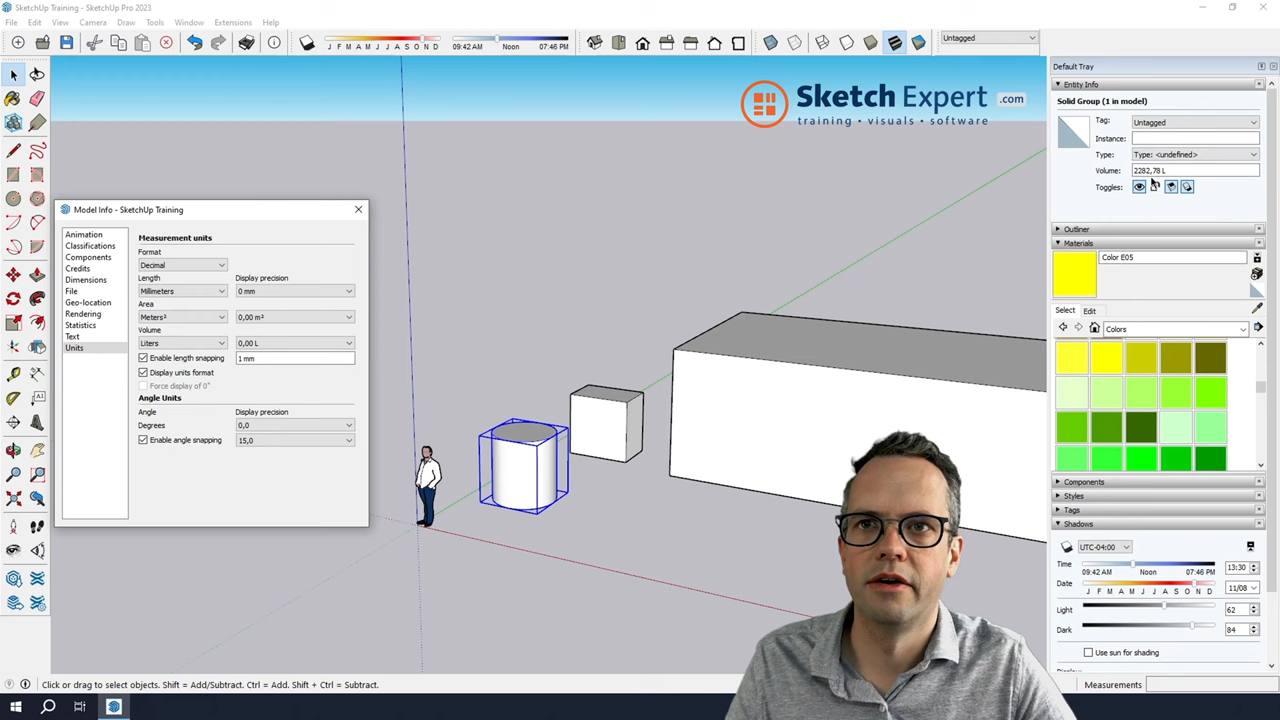 SketchUp Training - SketchUp Pro 2023
File Edit View Camera Draw Tools Window Extensions Help
J F M A M J J A S O N D 09:42 AM Noon 07:46 PM Untagged
Sketch Expert .com
training • visuals • software
Default Tray
Entity Info
Solid Group (1 in model)
Tag: Untagged
Instance:
Type: Type: <undefined>
Volume: 2282,78 L
Toggles:
Outliner
Materials
Color E05
Select Edit
Colors
Components
Styles
Tags
Shadows
UTC-04:00
Time 13:30
09:42 AM Noon 07:46 PM
Date 11/08
J F M A M J J A S O N D
Light 62
Dark 84
Use sun for shading
Model Info - SketchUp Training
Animation
Classifications
Components
Credits
Dimensions
File
Geo-location
Rendering
Statistics
Text
Units
Measurement units
Format
Decimal
Length Display precision
Millimeters 0 mm
Area
Meters² 0,00 m²
Volume
Liters 0,00 L
Enable length snapping 1 mm
Display units format
Force display of 0"
Angle Units
Angle Display precision
Degrees 0,0
Enable angle snapping 15,0
Click or drag to select objects. Shift = Add/Subtract. Ctrl = Add. Shift + Ctrl = Subtract.
Measurements